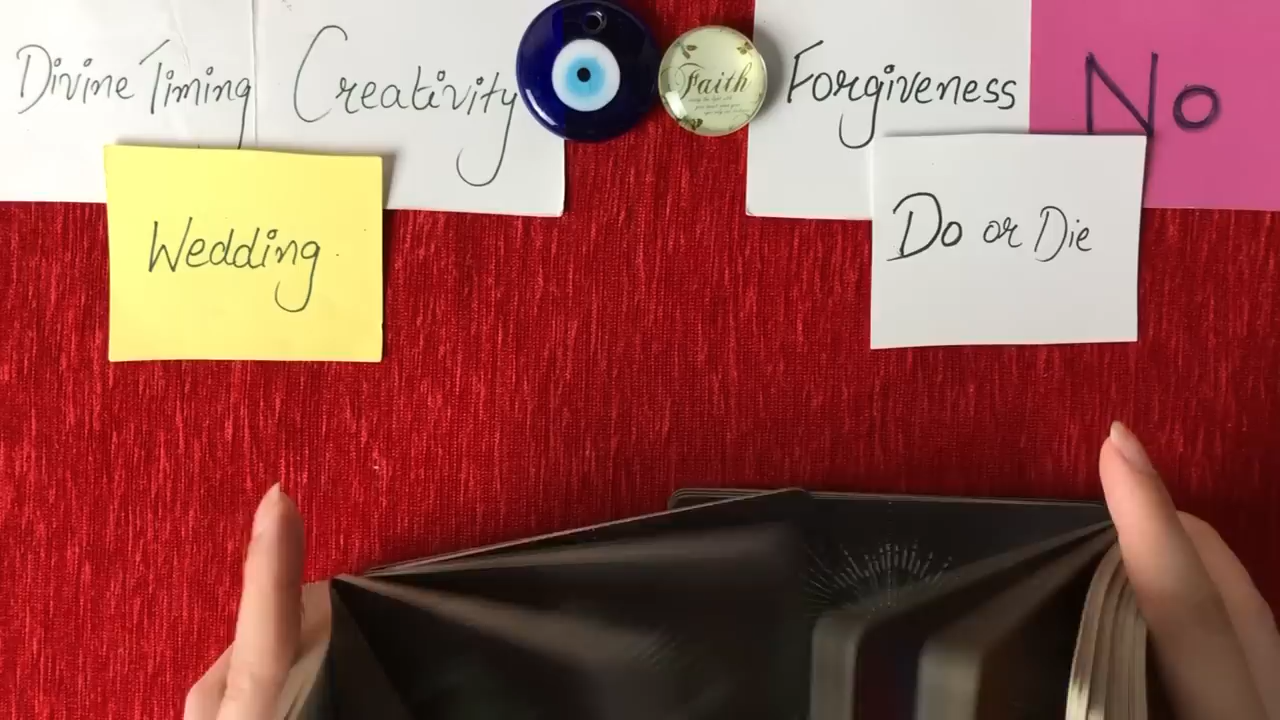 Divine Timing
Creativity
Faith
Forgiveness
No
Wedding
Do or Die